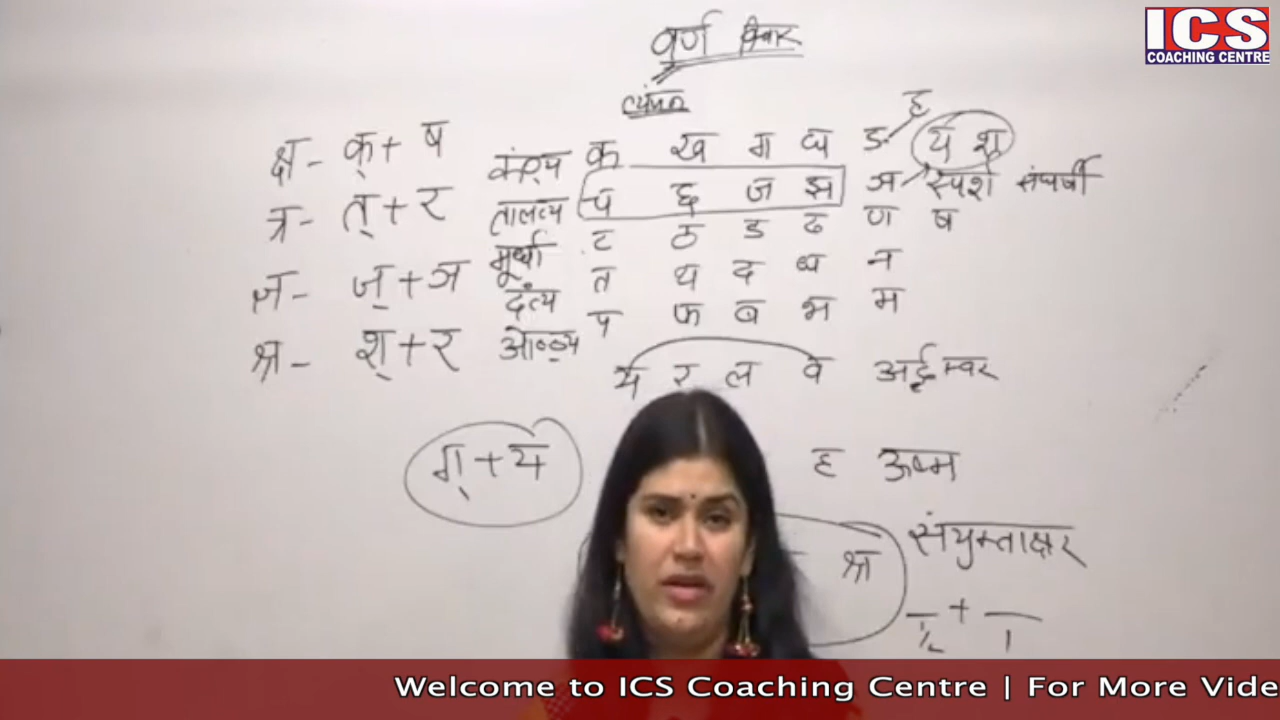 ICS
COACHING CENTRE
वर्ण विचार
व्यंजन
ह
क्ष - क् + ष
कंठ्य क ख ग घ ङ य श
त्र - त् + र
तालव्य च छ ज झ ञ स्पर्श संघर्षी
मूर्धा ट ठ ड ढ ण ष
ज्ञ - ज् + ञ
दंत्य त थ द ध न
श्र - श् + र
ओष्ठ्य प फ ब भ म
य र ल व अर्द्धस्वर
ग् + य
ह ऊष्म
श्र संयुक्ताक्षर
Welcome to ICS Coaching Centre | For More Vide